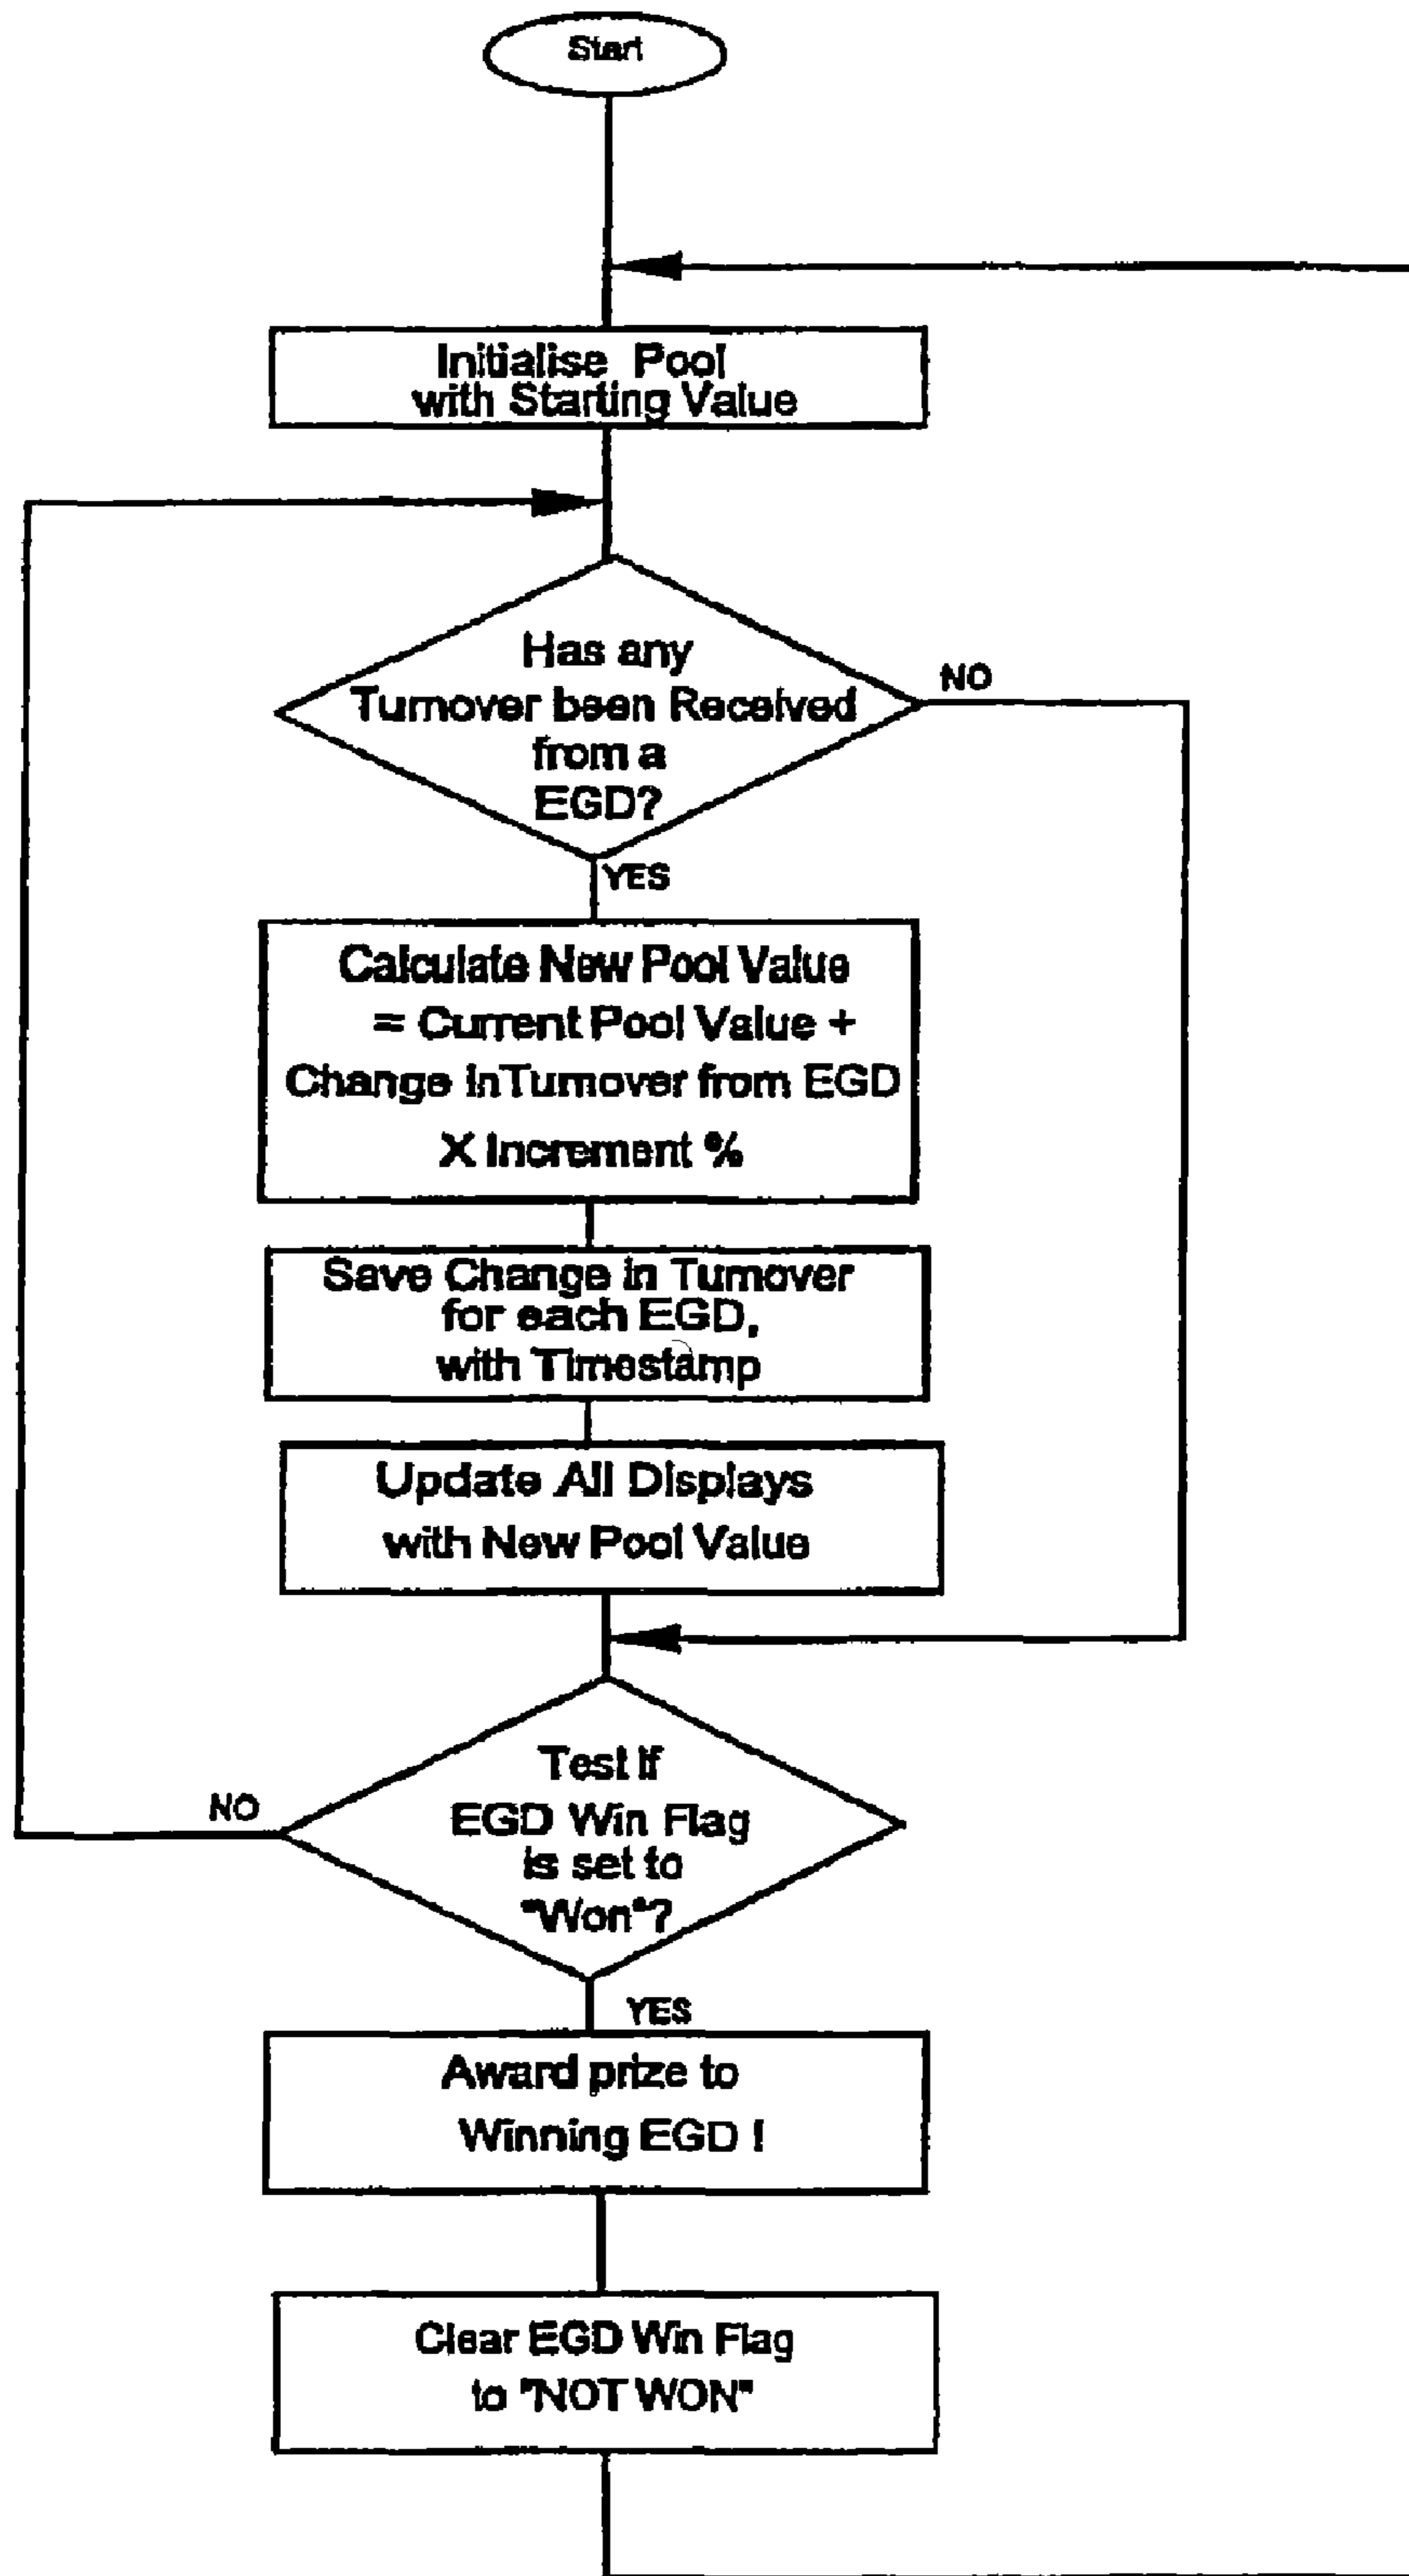 Start
Initialise Pool
with Starting Value
Has any
Turnover been Received
from a
EGD?
NO
YES
Calculate New Pool Value
= Current Pool Value +
Change inTurnover from EGD
X Increment %
Save Change in Turnover
for each EGD,
with Timestamp
Update All Displays
with New Pool Value
Test if
EGD Win Flag
is set to
"Won"?
NO
YES
Award prize to
Winning EGD !
Clear EGD Win Flag
to "NOT WON"